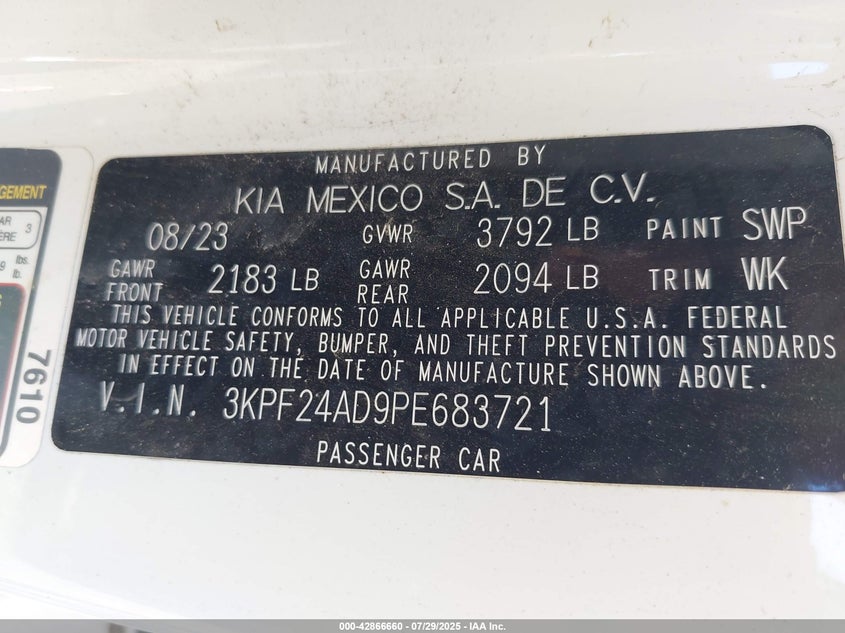 MANUFACTURED BY
KIA MEXICO S.A. DE C.V.
08/23 GVWR 3792 LB PAINT SWP
GAWR FRONT 2183 LB GAWR REAR 2094 LB TRIM WK
THIS VEHICLE CONFORMS TO ALL APPLICABLE U.S.A. FEDERAL
MOTOR VEHICLE SAFETY, BUMPER, AND THEFT PREVENTION STANDARDS
IN EFFECT ON THE DATE OF MANUFACTURE SHOWN ABOVE.
V.I.N. 3KPF24AD9PE683721
PASSENGER CAR
3
lbs.
lb.
7610
000-42866660 - 07/29/2025 - IAA Inc.